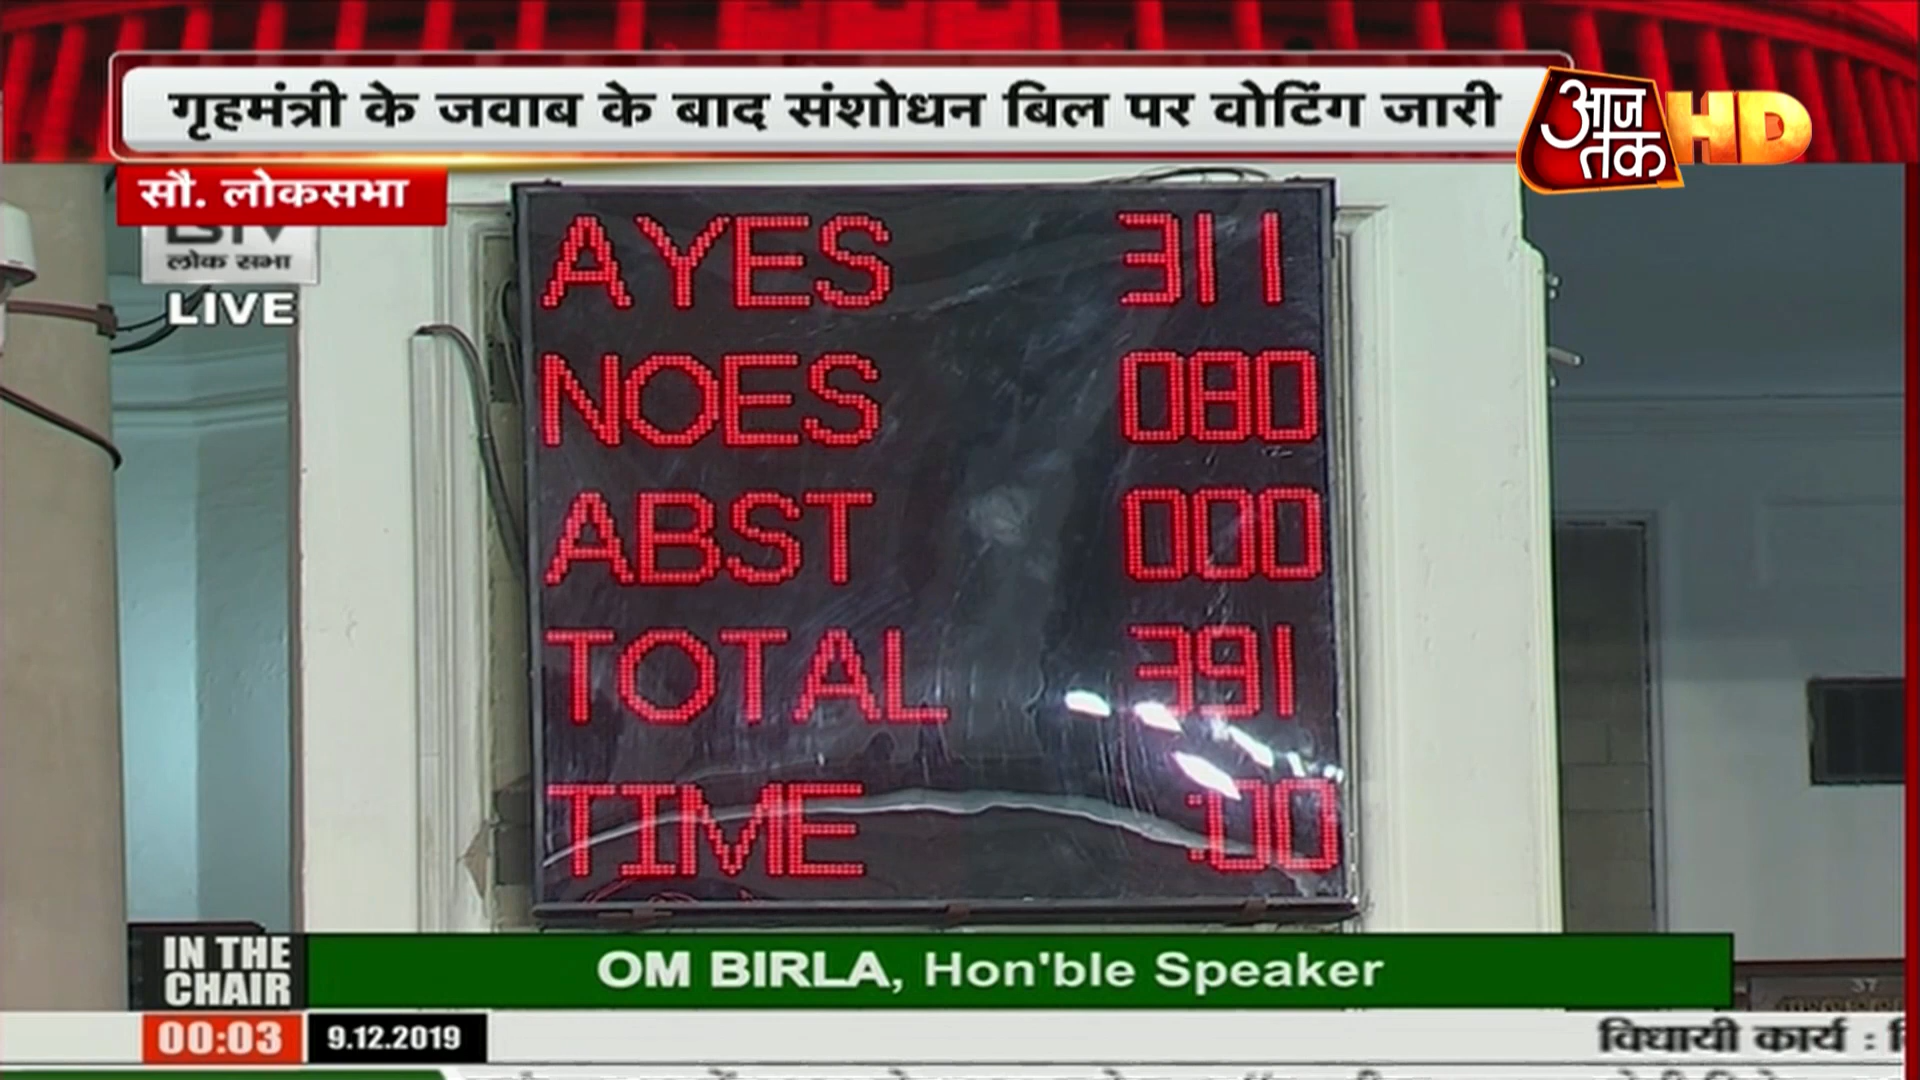 गृहमंत्री के जवाब के बाद संशोधन बिल पर वोटिंग जारी
आज तक HD
सौ. लोकसभा
लोक सभा
LIVE
AYES 311
NOES 080
ABST 000
TOTAL 391
TIME :00
IN THE CHAIR
OM BIRLA, Hon'ble Speaker
00:03 9.12.2019
विधायी कार्य :
37